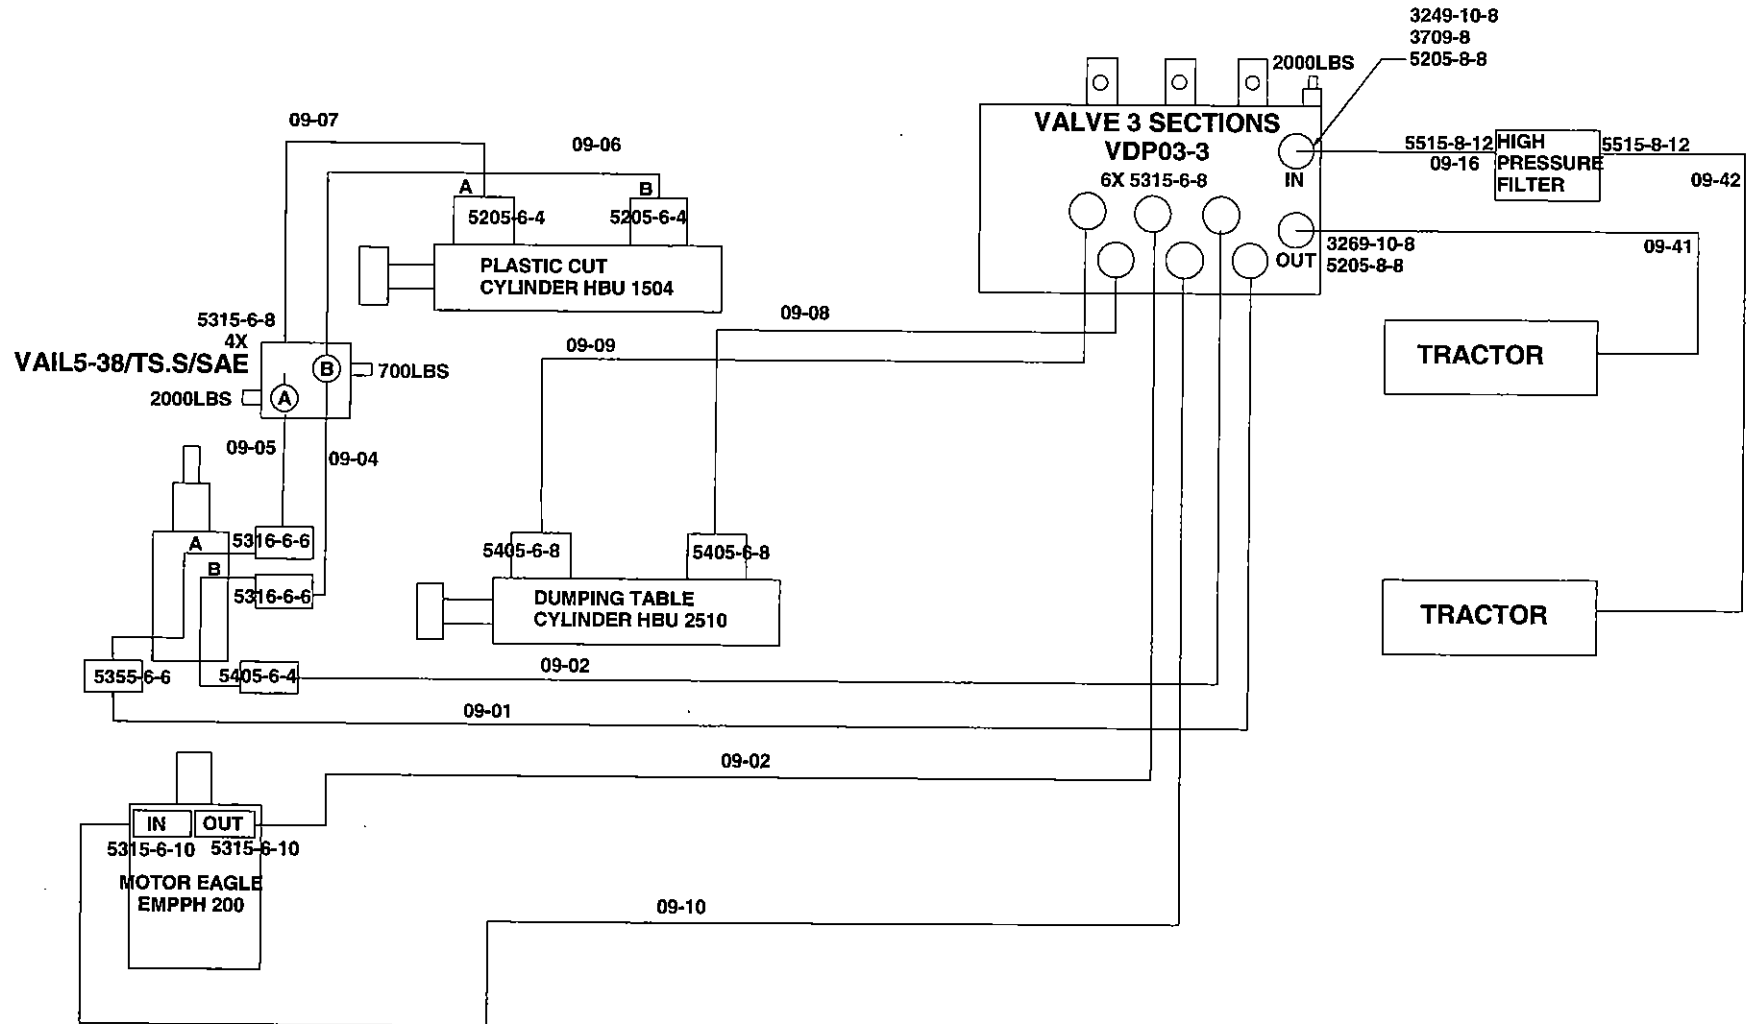 3249-10-8
3709-8
5205-8-8
2000LBS
VALVE 3 SECTIONS
VDP03-3
6X 5315-6-8
IN
OUT
3269-10-8
5205-8-8
5515-8-12
09-16
HIGH
PRESSURE
FILTER
5515-8-12
09-42
09-41
TRACTOR
TRACTOR
09-07
09-06
A
B
5205-6-4
5205-6-4
PLASTIC CUT
CYLINDER HBU 1504
5315-6-8
4X
VAIL5-38/TS.S/SAE
B
700LBS
2000LBS
A
09-05
09-04
09-08
09-09
A
5316-6-6
B
5316-6-6
5405-6-8
5405-6-8
DUMPING TABLE
CYLINDER HBU 2510
5355-6-6
5405-6-4
09-02
09-01
09-02
IN
OUT
5315-6-10
5315-6-10
MOTOR EAGLE
EMPPH 200
09-10